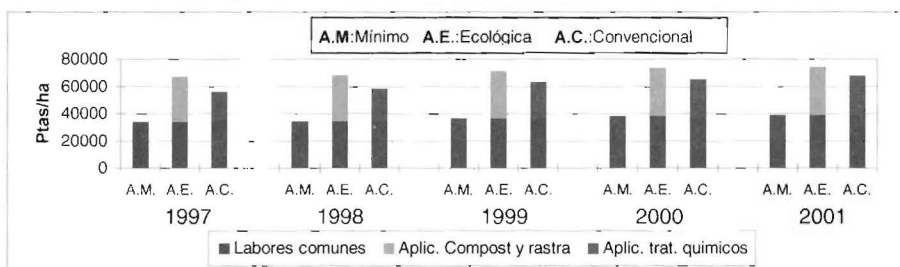 A.M:Mínimo A.E.:Ecológica A.C.:Convencional
80000
60000
40000
20000
0
Ptas/ha
A.M. A.E. A.C. A.M. A.E. A.C. A.M. A.E. A.C. A.M. A.E. A.C. A.M. A.E. A.C.
1997 1998 1999 2000 2001
Labores comunes Aplic. Compost y rastra Aplic. trat. quimicos